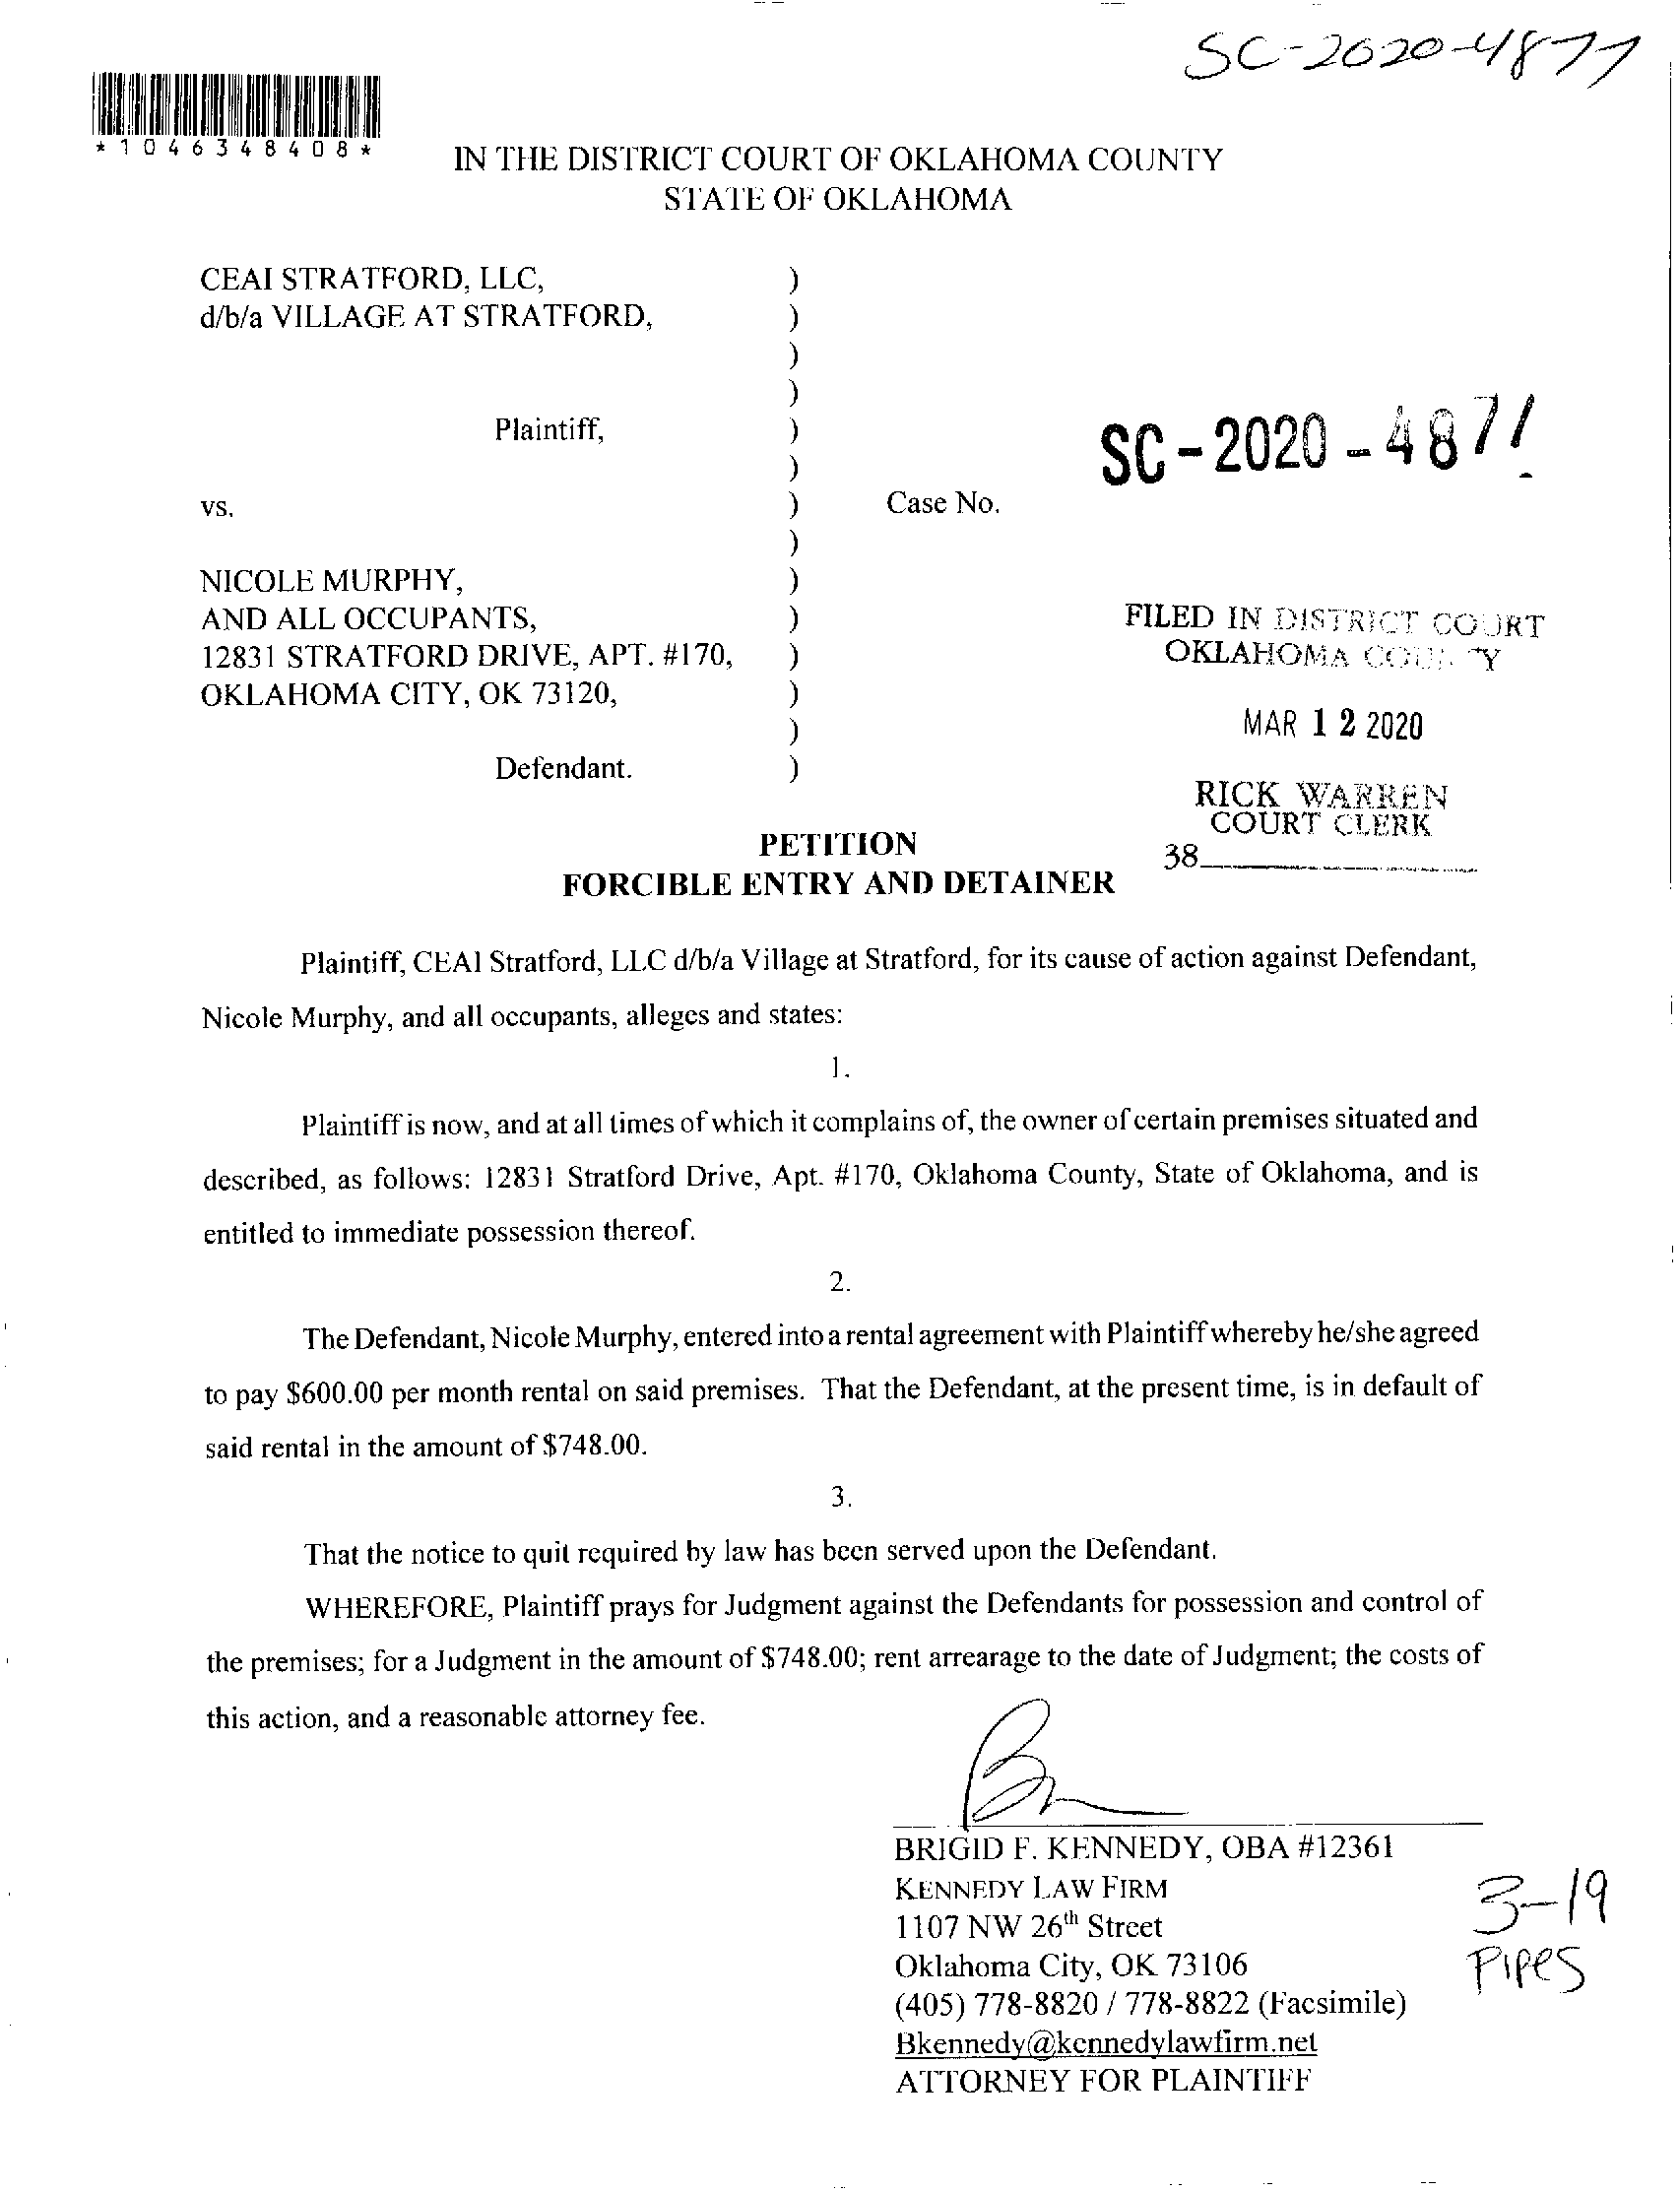 SC-2020-4877
*1046348408*
IN THE DISTRICT COURT OF OKLAHOMA COUNTY
STATE OF OKLAHOMA
CEAI STRATFORD, LLC, )
d/b/a VILLAGE AT STRATFORD, )
)
)
Plaintiff, )
)
SC-2020-487
vs. ) Case No.
)
NICOLE MURPHY, )
AND ALL OCCUPANTS, )
12831 STRATFORD DRIVE, APT. #170, )
OKLAHOMA CITY, OK 73120, )
)
Defendant. )
FILED IN DISTRICT COURT
OKLAHOMA COUNTY
MAR 12 2020
RICK WARREN
COURT CLERK
38
PETITION
FORCIBLE ENTRY AND DETAINER
Plaintiff, CEAI Stratford, LLC d/b/a Village at Stratford, for its cause of action against Defendant,
Nicole Murphy, and all occupants, alleges and states:
1.
Plaintiff is now, and at all times of which it complains of, the owner of certain premises situated and
described, as follows: 12831 Stratford Drive, Apt. #170, Oklahoma County, State of Oklahoma, and is
entitled to immediate possession thereof.
2.
The Defendant, Nicole Murphy, entered into a rental agreement with Plaintiff whereby he/she agreed
to pay $600.00 per month rental on said premises. That the Defendant, at the present time, is in default of
said rental in the amount of $748.00.
3.
That the notice to quit required by law has been served upon the Defendant.
WHEREFORE, Plaintiff prays for Judgment against the Defendants for possession and control of
the premises; for a Judgment in the amount of $748.00; rent arrearage to the date of Judgment; the costs of
this action, and a reasonable attorney fee.
BRIGID F. KENNEDY, OBA #12361
KENNEDY LAW FIRM
1107 NW 26th Street
Oklahoma City, OK 73106
(405) 778-8820 / 778-8822 (Facsimile)
Bkennedy@kennedylawfirm.net
ATTORNEY FOR PLAINTIFF
3-19
Pipes